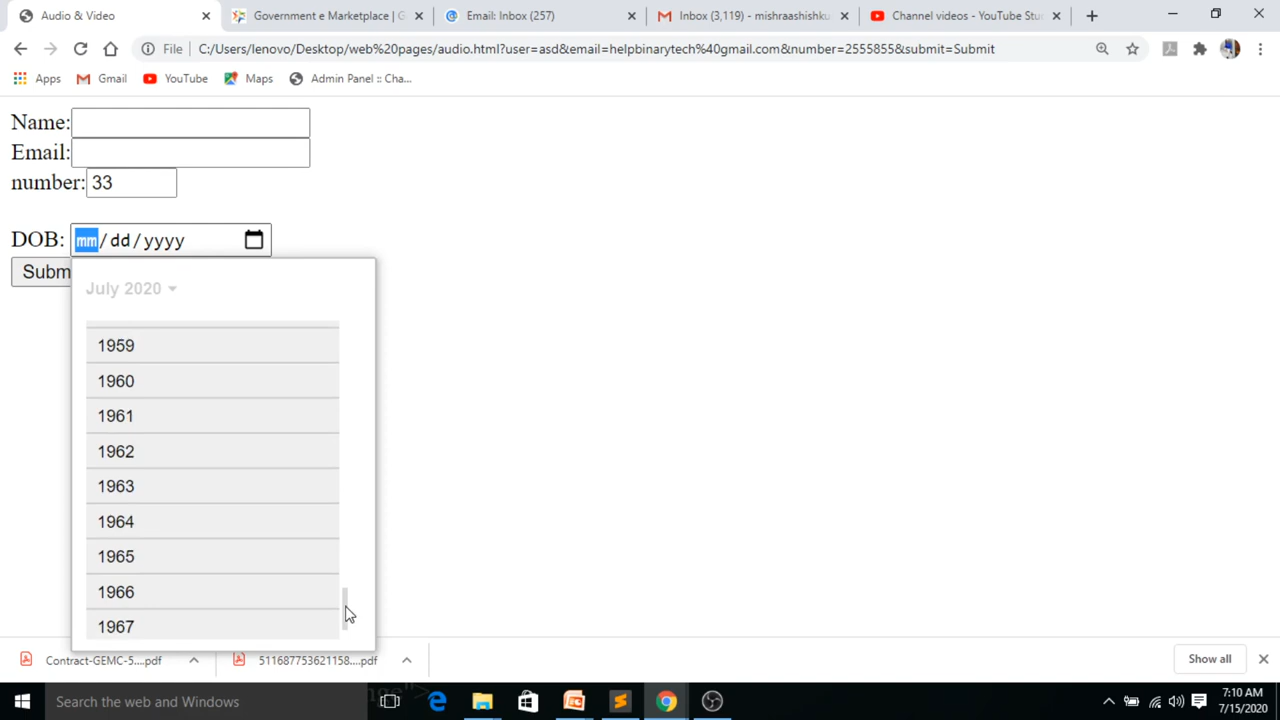 Audio & Video
Government e Marketplace | G
Email: Inbox (257)
Inbox (3,119) - mishraashishku
Channel videos - YouTube Stu
File
C:/Users/lenovo/Desktop/web%20pages/audio.html?user=asd&email=helpbinarytech%40gmail.com&number=2555855&submit=Submit
Apps
Gmail
YouTube
Maps
Admin Panel :: Cha...
Name:
Email:
number: 33
DOB: mm/dd/yyyy
Subm
July 2020
1959
1960
1961
1962
1963
1964
1965
1966
1967
Contract-GEMC-5....pdf
511687753621158....pdf
Show all
Search the web and Windows
nge">
7:10 AM
7/15/2020